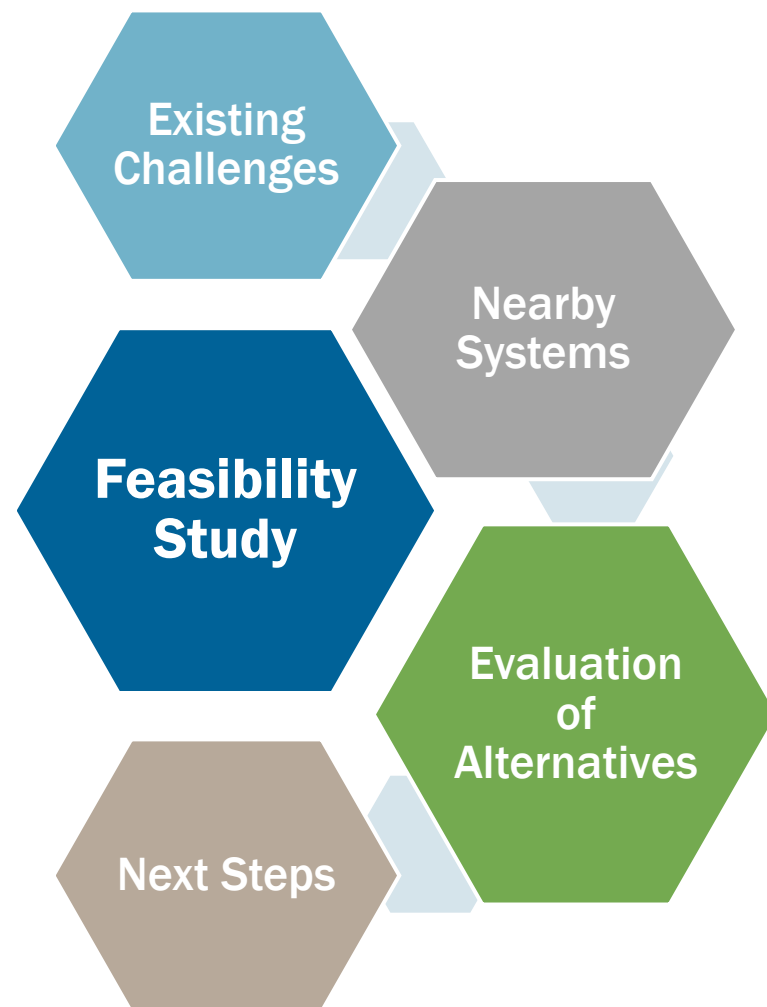 Existing
Challenges
Nearby
Systems
Feasibility
Study
Evaluation
of
Alternatives
Next Steps